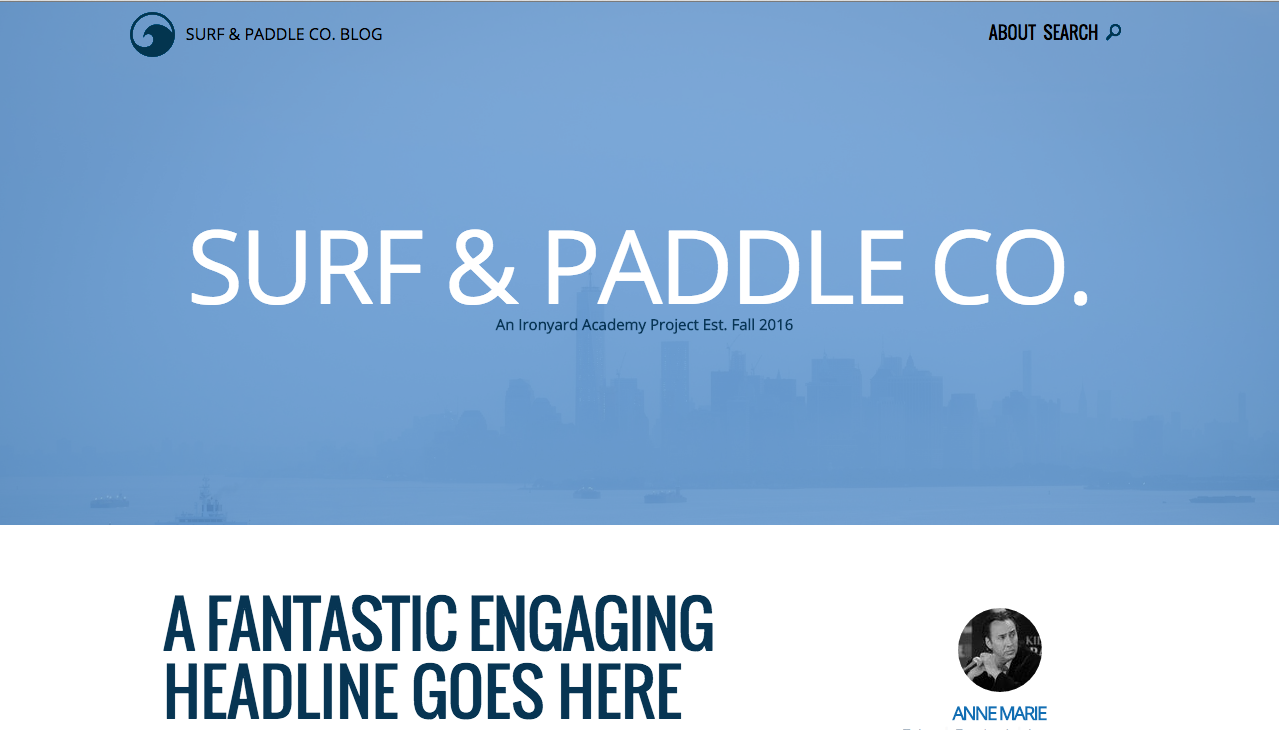 SURF & PADDLE CO. BLOG
ABOUT SEARCH
SURF & PADDLE CO.
An Ironyard Academy Project Est. Fall 2016
A FANTASTIC ENGAGING
HEADLINE GOES HERE
ANNE MARIE